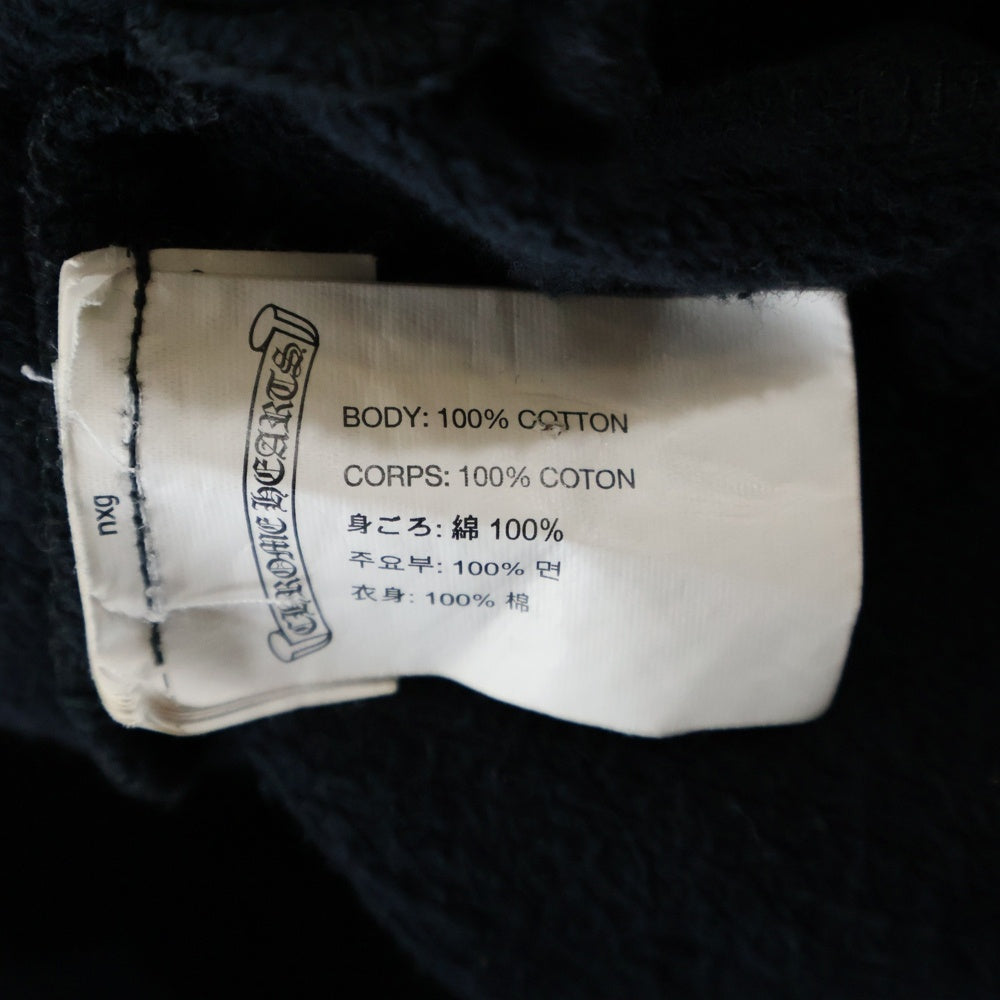 CHROME HEARTS
BODY: 100% COTTON
CORPS: 100% COTON
身ごろ: 綿 100%
주요부: 100% 면
衣身: 100% 棉
nxg